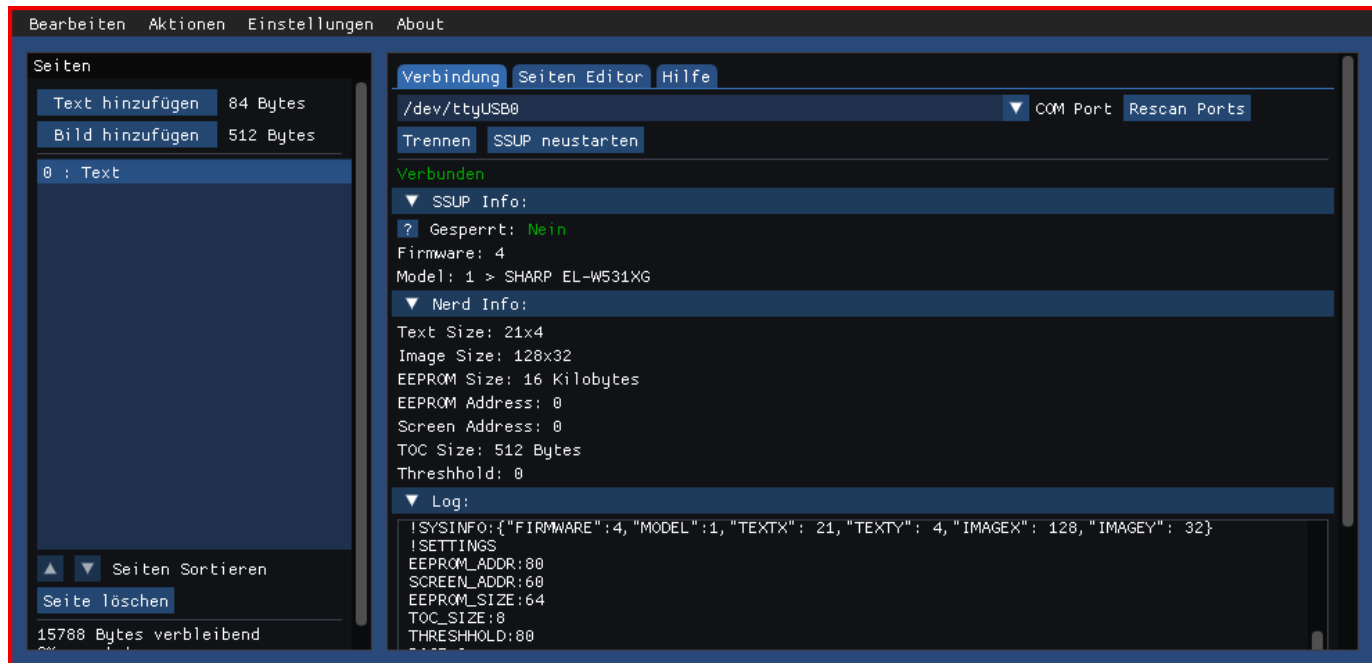 Bearbeiten Aktionen Einstellungen About
Seiten
Text hinzufügen 84 Bytes
Bild hinzufügen 512 Bytes
0 : Text
Seiten Sortieren
Seite löschen
15788 Bytes verbleibend
Verbindung Seiten Editor Hilfe
/dev/ttyUSB0 COM Port Rescan Ports
Trennen SSUP neustarten
Verbunden
SSUP Info:
? Gesperrt: Nein
Firmware: 4
Model: 1 > SHARP EL-W531XG
Nerd Info:
Text Size: 21x4
Image Size: 128x32
EEPROM Size: 16 Kilobytes
EEPROM Address: 0
Screen Address: 0
TOC Size: 512 Bytes
Threshhold: 0
Log:
!SYSINFO:{"FIRMWARE":4,"MODEL":1,"TEXTX": 21,"TEXTY": 4,"IMAGEX": 128,"IMAGEY": 32}
!SETTINGS
EEPROM_ADDR:80
SCREEN_ADDR:60
EEPROM_SIZE:64
TOC_SIZE:8
THRESHHOLD:80